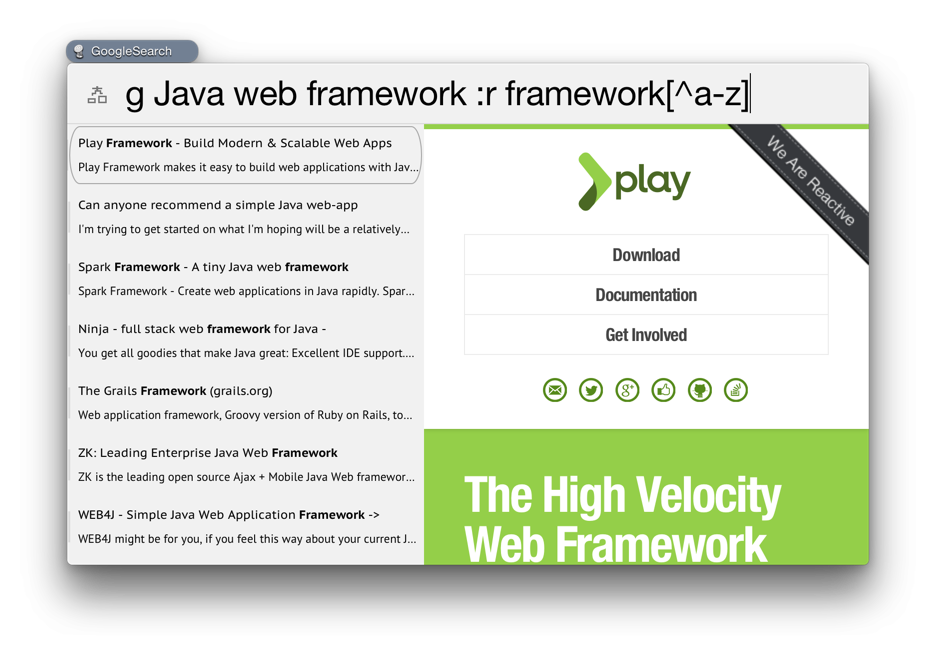 GoogleSearch
g Java web framework :r framework[^a-z]
Play Framework - Build Modern & Scalable Web Apps
Play Framework makes it easy to build web applications with Jav...
Can anyone recommend a simple Java web-app
I'm trying to get started on what I'm hoping will be a relatively...
Spark Framework - A tiny Java web framework
Spark Framework - Create web applications in Java rapidly. Spar...
Ninja - full stack web framework for Java -
You get all goodies that make Java great: Excellent IDE support....
The Grails Framework (grails.org)
Web application framework, Groovy version of Ruby on Rails, to...
ZK: Leading Enterprise Java Web Framework
ZK is the leading open source Ajax + Mobile Java Web framewor...
WEB4J - Simple Java Web Application Framework ->
WEB4J might be for you, if you feel this way about your current J...
We Are Reactive
play
Download
Documentation
Get Involved
g+
The High Velocity
Web Framework